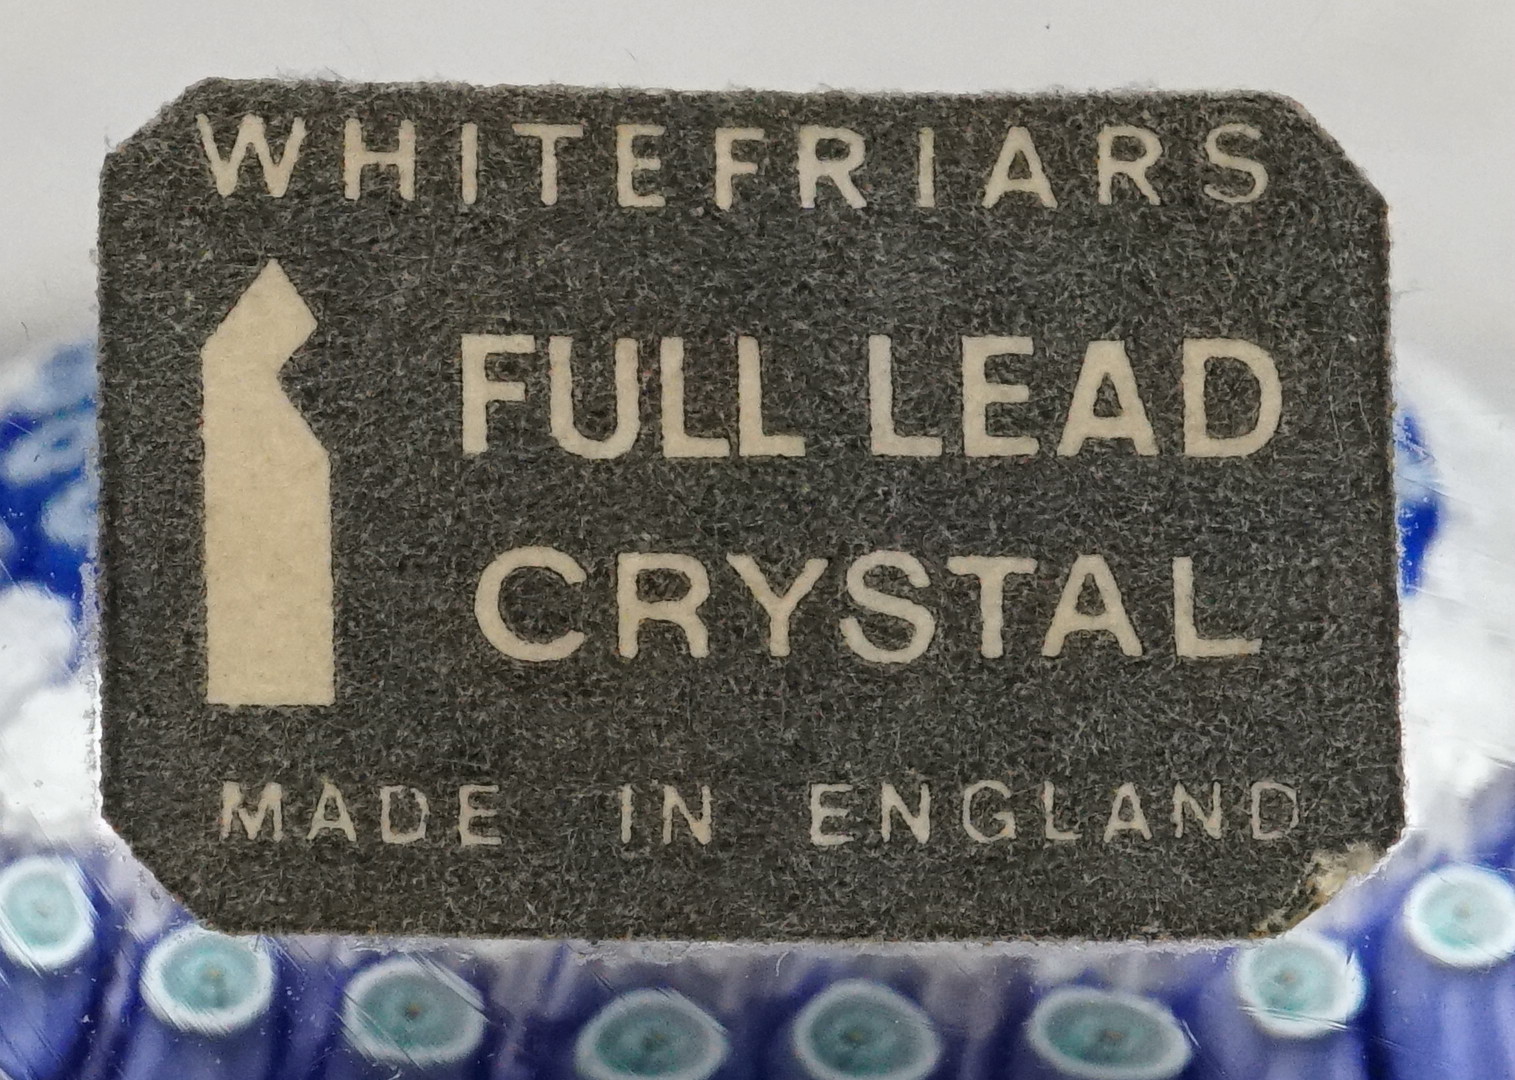 WHITEFRIARS
FULL LEAD
CRYSTAL
MADE IN ENGLAND